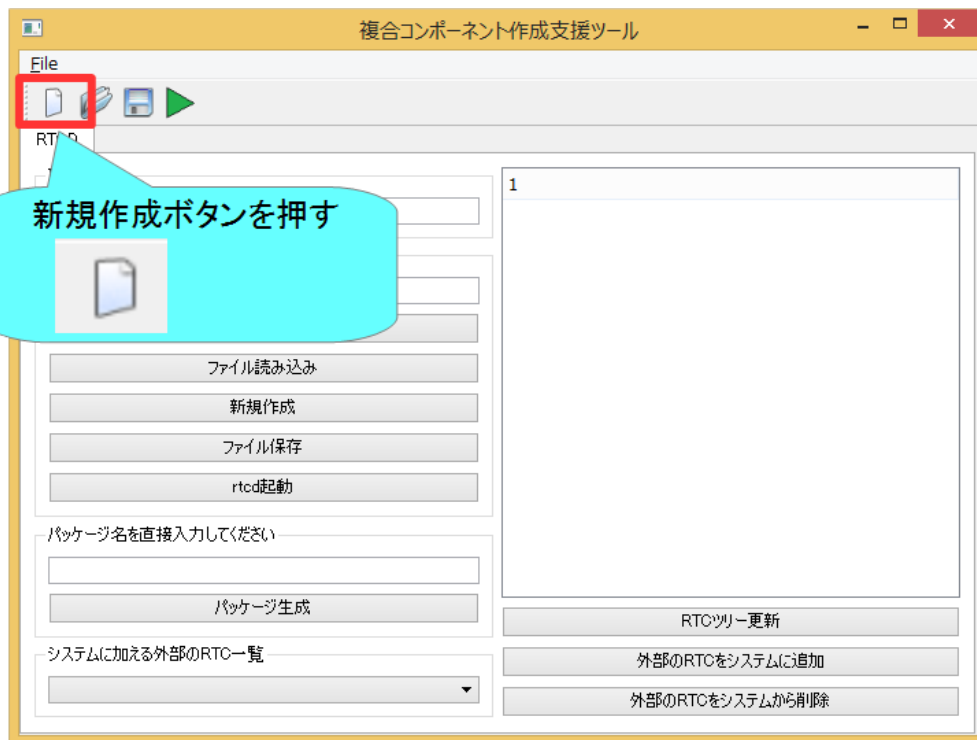 複合コンポーネント作成支援ツール
File
新規作成ボタンを押す
1
ファイル読み込み
新規作成
ファイル保存
rtcd起動
パッケージ名を直接入力してください
パッケージ生成
システムに加える外部のRTC一覧
RTCツリー更新
外部のRTCをシステムに追加
外部のRTCをシステムから削除